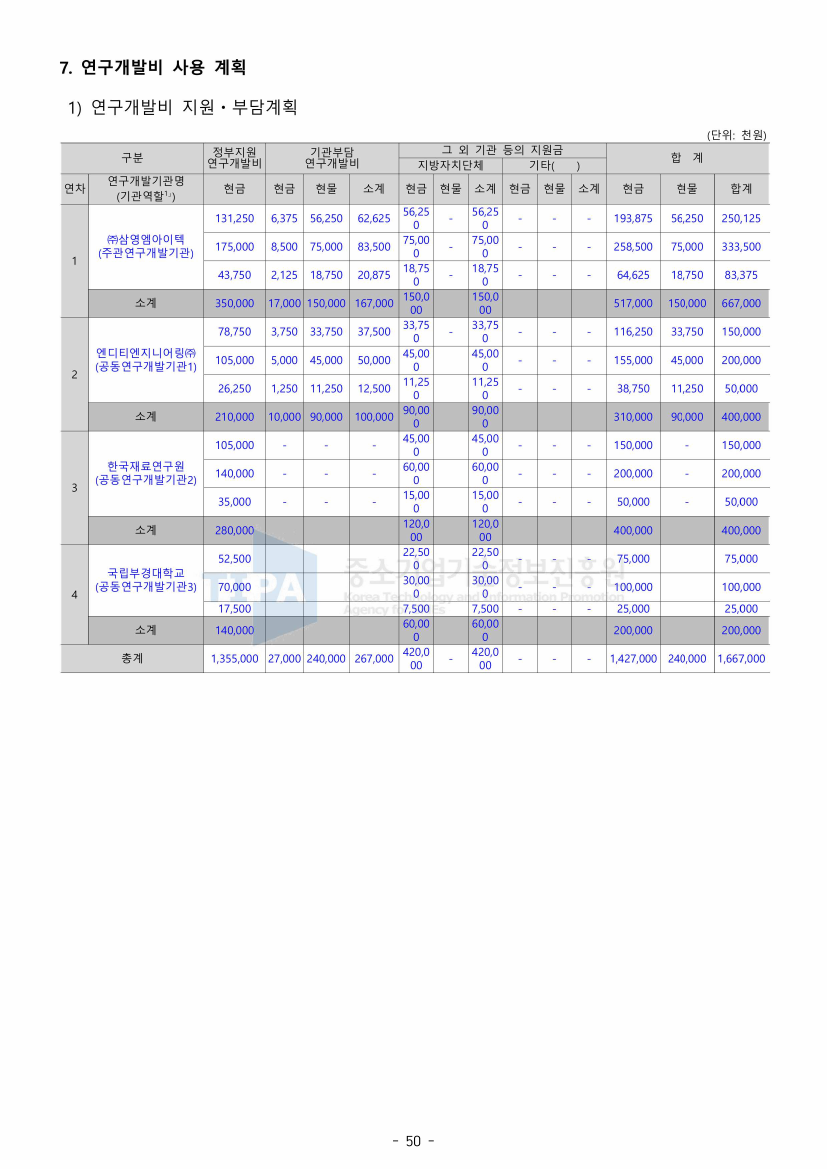 7. 연구개발비 사용 계획
1) 연구개발비 지원・부담계획
(단위: 천원)
구분 정부지원 연구개발비 기관부담 연구개발비 그 외 기관 등의 지원금 합 계
지방자치단체 기타( )
연차 연구개발기관명 (기관역할1」) 현금 현금 현물 소계 현금 현물 소계 현금 현물 소계 현금 현물 합계
1 ㈜삼영엠아이텍 (주관연구개발기관)
131,250 6,375 56,250 62,625 56,250 - 56,250 - - - 193,875 56,250 250,125
175,000 8,500 75,000 83,500 75,000 - 75,000 - - - 258,500 75,000 333,500
43,750 2,125 18,750 20,875 18,750 - 18,750 - - - 64,625 18,750 83,375
소계 350,000 17,000 150,000 167,000 150,000 150,000 517,000 150,000 667,000
2 엔디티엔지니어링㈜ (공동연구개발기관1)
78,750 3,750 33,750 37,500 33,750 - 33,750 - - - 116,250 33,750 150,000
105,000 5,000 45,000 50,000 45,000 45,000 - - - 155,000 45,000 200,000
26,250 1,250 11,250 12,500 11,250 11,250 - - - 38,750 11,250 50,000
소계 210,000 10,000 90,000 100,000 90,000 90,000 310,000 90,000 400,000
3 한국재료연구원 (공동연구개발기관2)
105,000 - - - 45,000 45,000 - - - 150,000 - 150,000
140,000 - - - 60,000 60,000 - - - 200,000 - 200,000
35,000 - - - 15,000 15,000 - - - 50,000 - 50,000
소계 280,000 120,000 120,000 400,000 400,000
4 국립부경대학교 (공동연구개발기관3)
52,500 22,500 22,500 - - - 75,000 75,000
70,000 30,000 30,000 - - - 100,000 100,000
17,500 7,500 7,500 - - - 25,000 25,000
소계 140,000 60,000 60,000 200,000 200,000
총계 1,355,000 27,000 240,000 267,000 420,000 - 420,000 - - - 1,427,000 240,000 1,667,000
TIPA 중소기업기술정보진흥원
Korea Technology and Information Promotion
Agency for SMEs
- 50 -